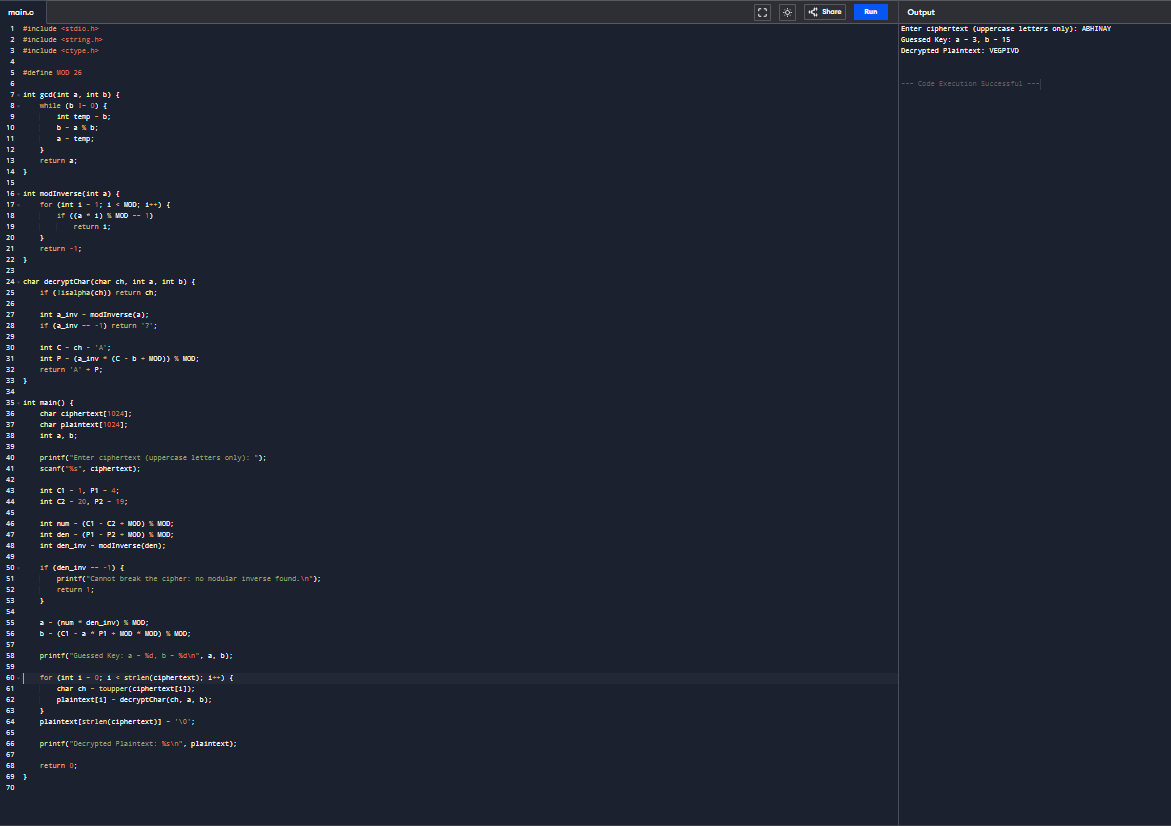 main.c
Share
Run
Output
1 #include <stdio.h>
2 #include <string.h>
3 #include <ctype.h>
4
5 #define MOD 26
6
7 int gcd(int a, int b) {
8 while (b != 0) {
9 int temp = b;
10 b = a % b;
11 a = temp;
12 }
13 return a;
14 }
15
16 int modInverse(int a) {
17 for (int i = 1; i < MOD; i++) {
18 if ((a * i) % MOD == 1)
19 return i;
20 }
21 return -1;
22 }
23
24 char decryptChar(char ch, int a, int b) {
25 if (!isalpha(ch)) return ch;
26
27 int a_inv = modInverse(a);
28 if (a_inv == -1) return '?';
29
30 int C = ch - 'A';
31 int P = (a_inv * (C - b + MOD)) % MOD;
32 return 'A' + P;
33 }
34
35 int main() {
36 char ciphertext[1024];
37 char plaintext[1024];
38 int a, b;
39
40 printf("Enter ciphertext (uppercase letters only): ");
41 scanf("%s", ciphertext);
42
43 int C1 = 1, P1 = 4;
44 int C2 = 20, P2 = 19;
45
46 int num = (C1 - C2 + MOD) % MOD;
47 int den = (P1 - P2 + MOD) % MOD;
48 int den_inv = modInverse(den);
49
50 if (den_inv == -1) {
51 printf("Cannot break the cipher: no modular inverse found.\n");
52 return 1;
53 }
54
55 a = (num * den_inv) % MOD;
56 b = (C1 - a * P1 + MOD * MOD) % MOD;
57
58 printf("Guessed Key: a = %d, b = %d\n", a, b);
59
60 for (int i = 0; i < strlen(ciphertext); i++) {
61 char ch = toupper(ciphertext[i]);
62 plaintext[i] = decryptChar(ch, a, b);
63 }
64 plaintext[strlen(ciphertext)] = '\0';
65
66 printf("Decrypted Plaintext: %s\n", plaintext);
67
68 return 0;
69 }
70
Enter ciphertext (uppercase letters only): ABHINAY
Guessed Key: a = 3, b = 15
Decrypted Plaintext: VEGPIVD
=== Code Execution Successful ===